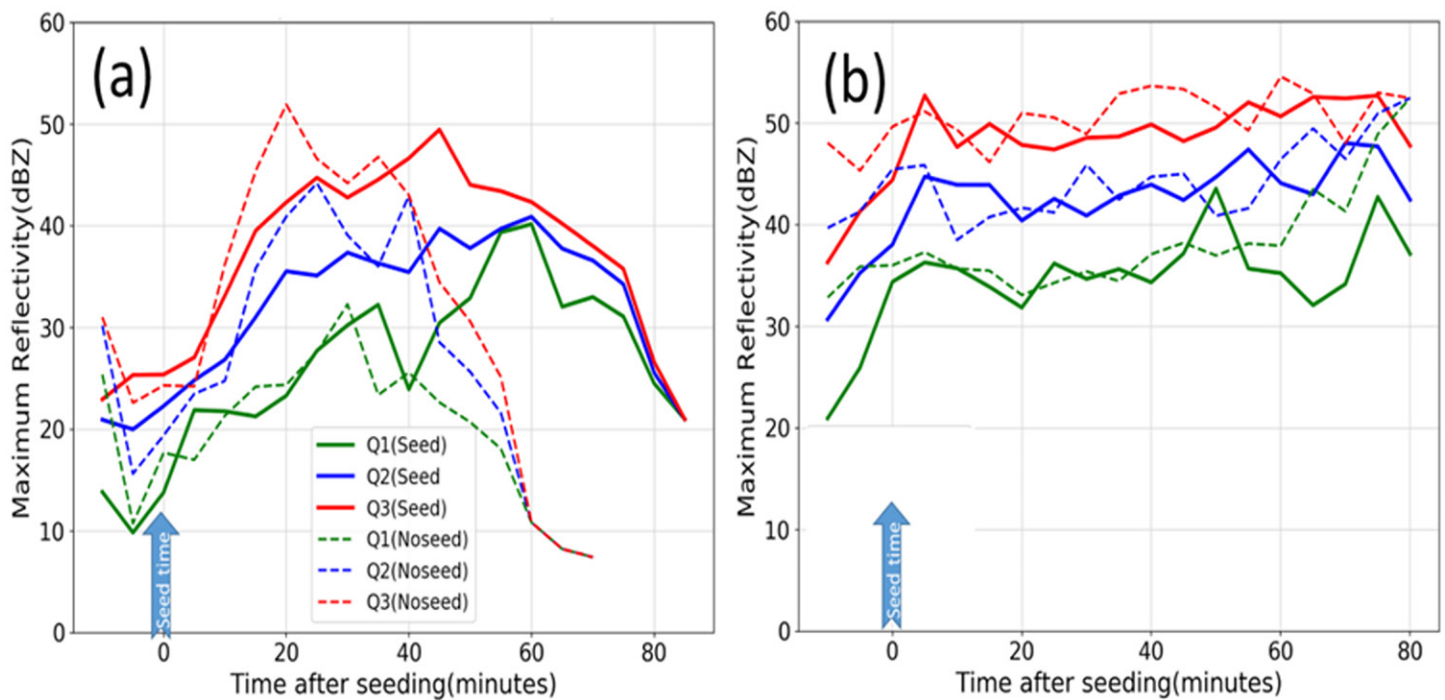 (a)
Maximum Reflectivity(dBZ)
60
50
40
30
20
10
0
Q1(Seed)
Q2(Seed
Q3(Seed)
Q1(Noseed)
Q2(Noseed)
Q3(Noseed)
Seed time
0 20 40 60 80
Time after seeding(minutes)
(b)
Maximum Reflectivity(dBZ)
60
50
40
30
20
10
0
Seed time
0 20 40 60 80
Time after seeding(minutes)